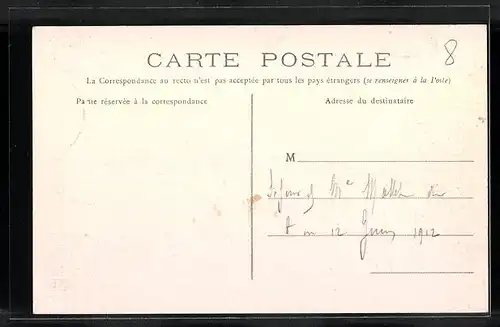 8
CARTE POSTALE
La Correspondance au recto n'est pas acceptée par tous les pays étrangers (se renseigner à la Poste)
Partie réservée à la correspondance
Adresse du destinataire
M
12 1912